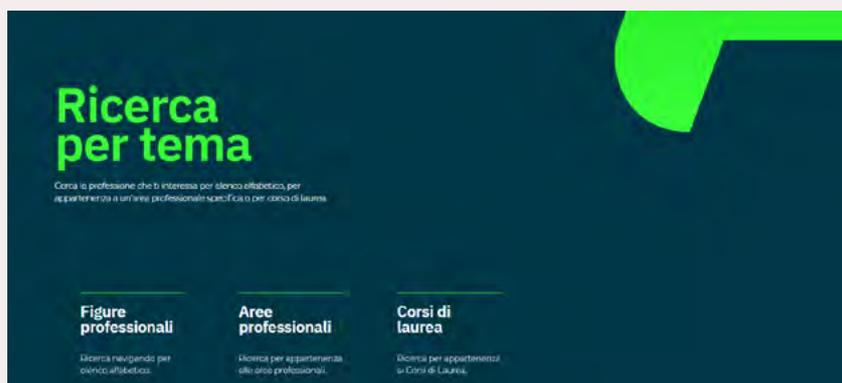 Ricerca
per tema
Cerca la professione che ti interessa per elenco alfabetico, per
appartenenza a un'area professionale specifica o per corso di laurea.
Figure
professionali
Aree
professionali
Corsi di
laurea
Ricerca navigando per
elenco alfabetico.
Ricerca per appartenenza
alle aree professionali.
Ricerca per appartenenza
ai Corsi di Laurea.